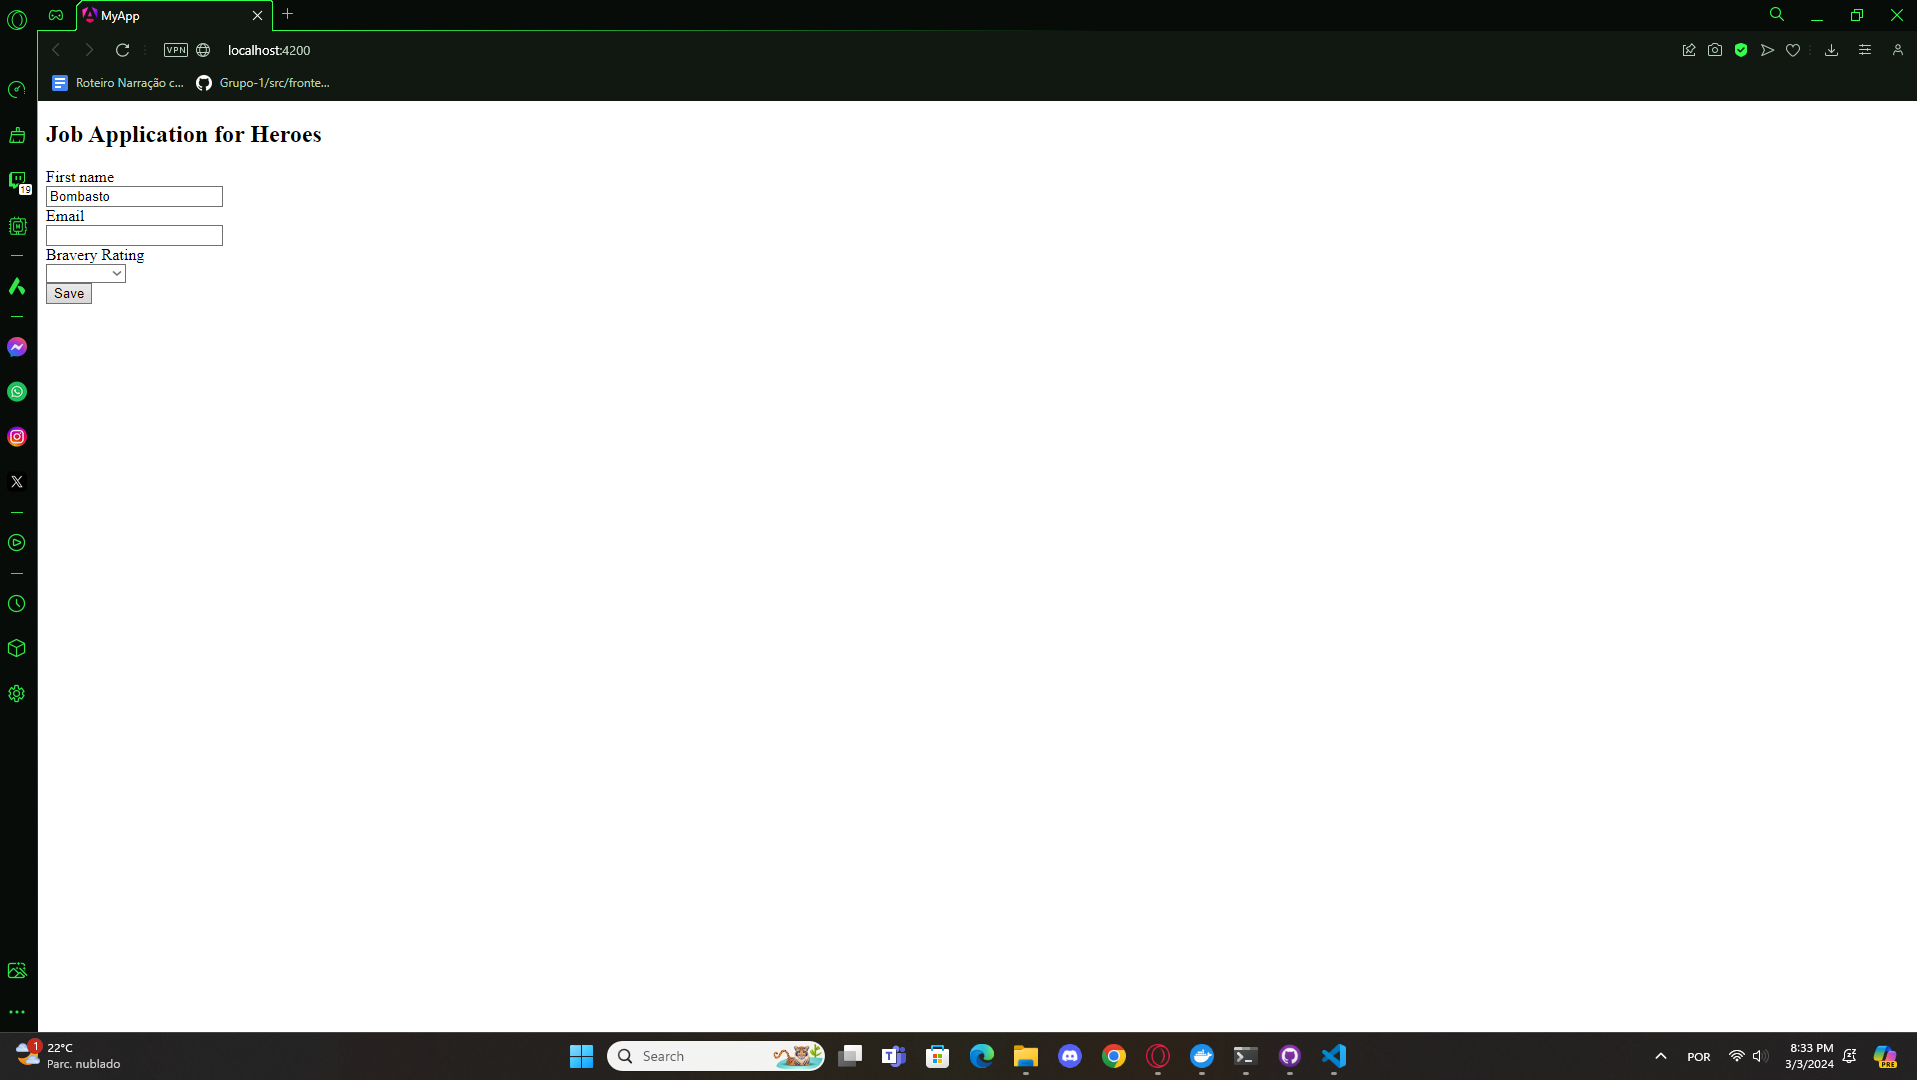 MyApp
VPN
localhost:4200
Roteiro Narração c...
Grupo-1/src/fronte...
19
Job Application for Heroes
First name
Bombasto
Email
Bravery Rating
Save
1
22°C
Parc. nublado
Search
POR
8:33 PM
3/3/2024
PRE